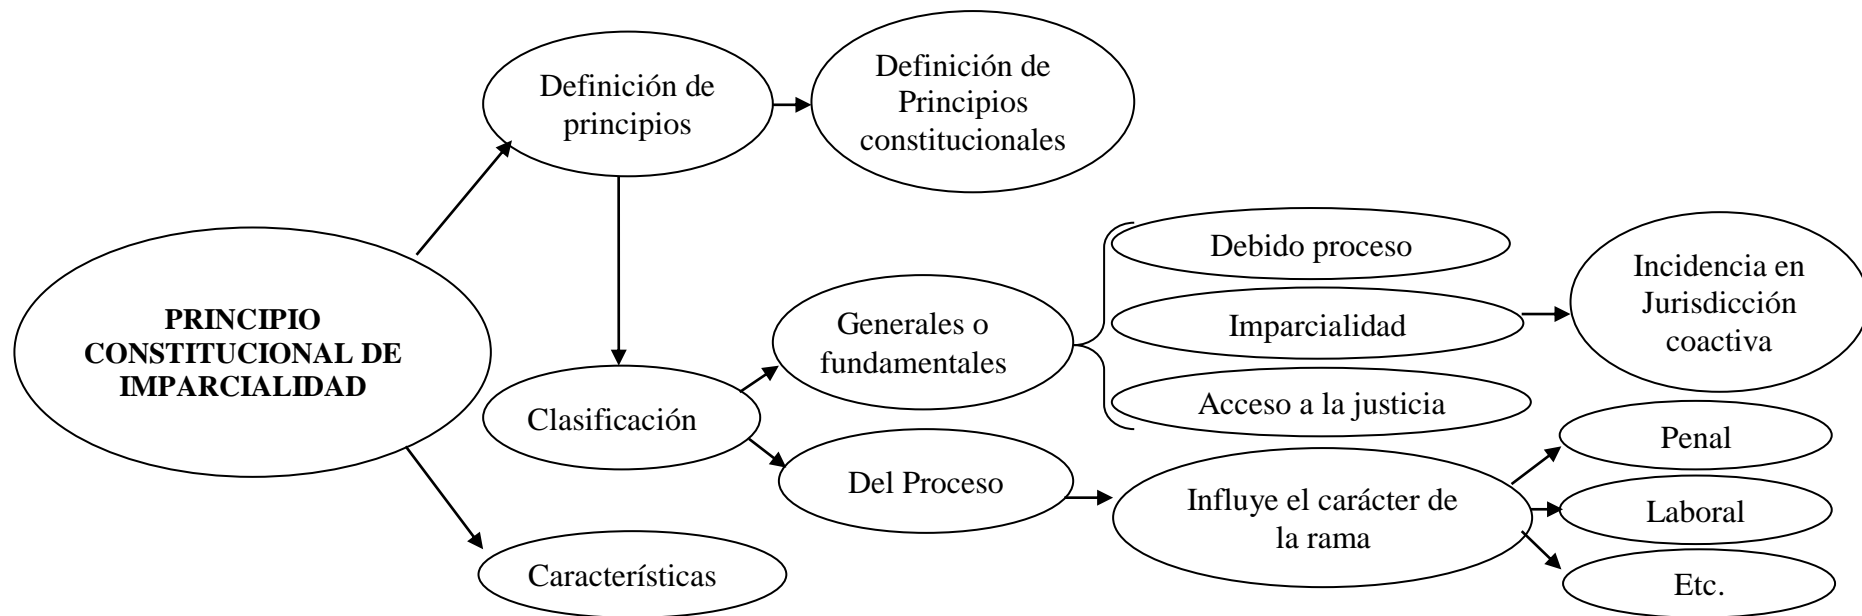 Definición de
principios
Definición de
Principios
constitucionales
PRINCIPIO
CONSTITUCIONAL DE
IMPARCIALIDAD
Clasificación
Características
Generales o
fundamentales
Del Proceso
Debido proceso
Imparcialidad
Acceso a la justicia
Incidencia en
Jurisdicción
coactiva
Influye el carácter de
la rama
Penal
Laboral
Etc.